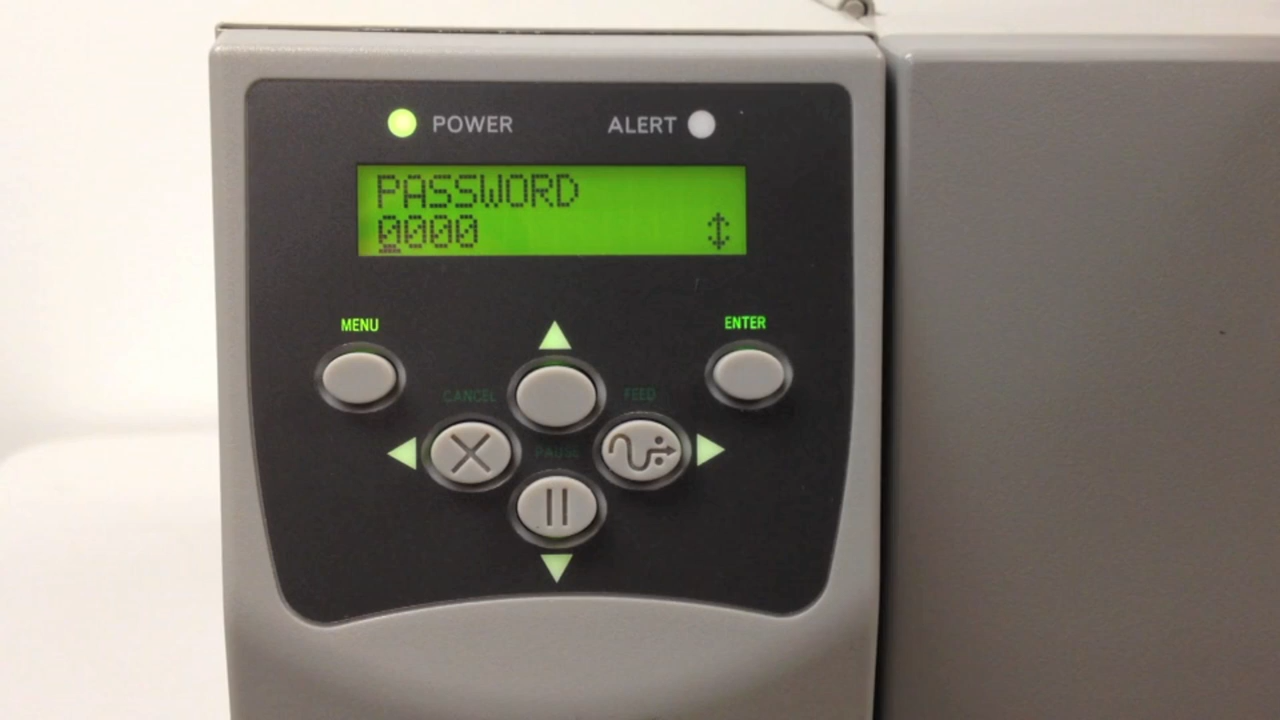 POWER ALERT
PASSWORD
0000
MENU
ENTER
CANCEL
FEED
PAUSE